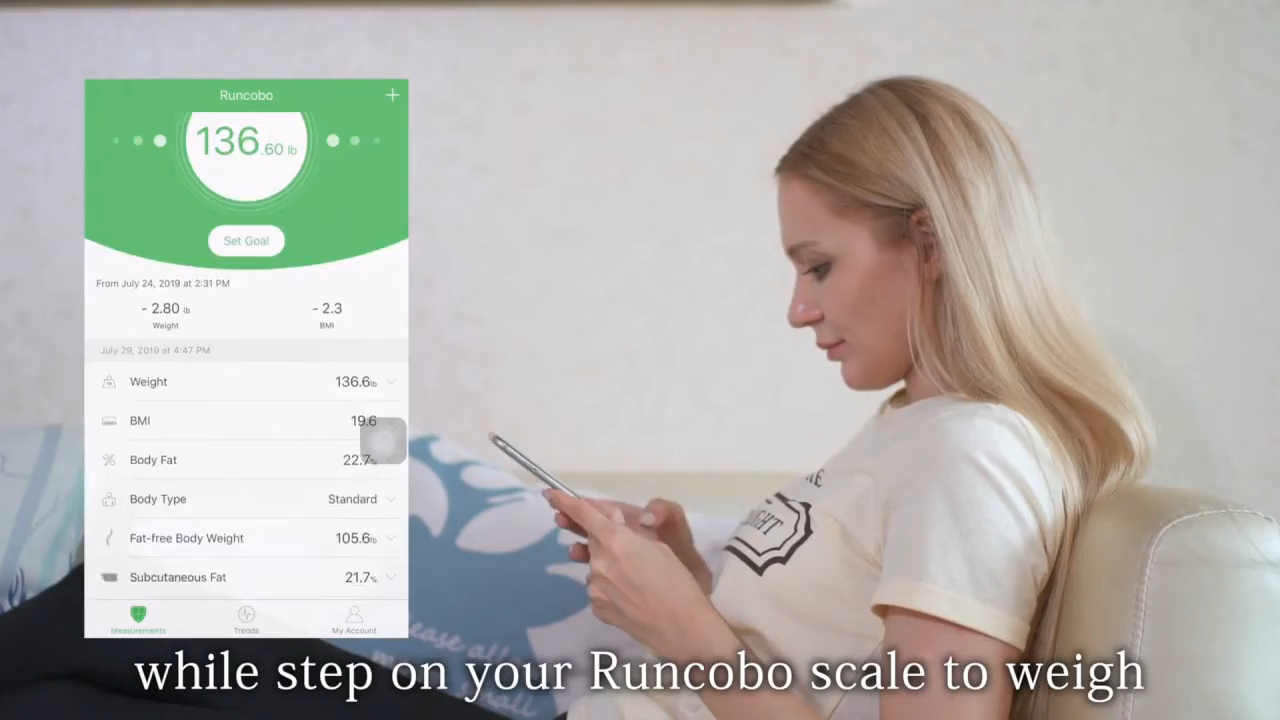 Runcobo +
136.60 lb
Set Goal
From July 24, 2019 at 2:31 PM
- 2.80 lb - 2.3
Weight BMI
July 29, 2019 at 4:47 PM
Weight 136.6lb
BMI 19.6
Body Fat 22.7%
Body Type Standard
Fat-free Body Weight 105.6lb
Subcutaneous Fat 21.7%
Measurements Trends My Account
while step on your Runcobo scale to weigh